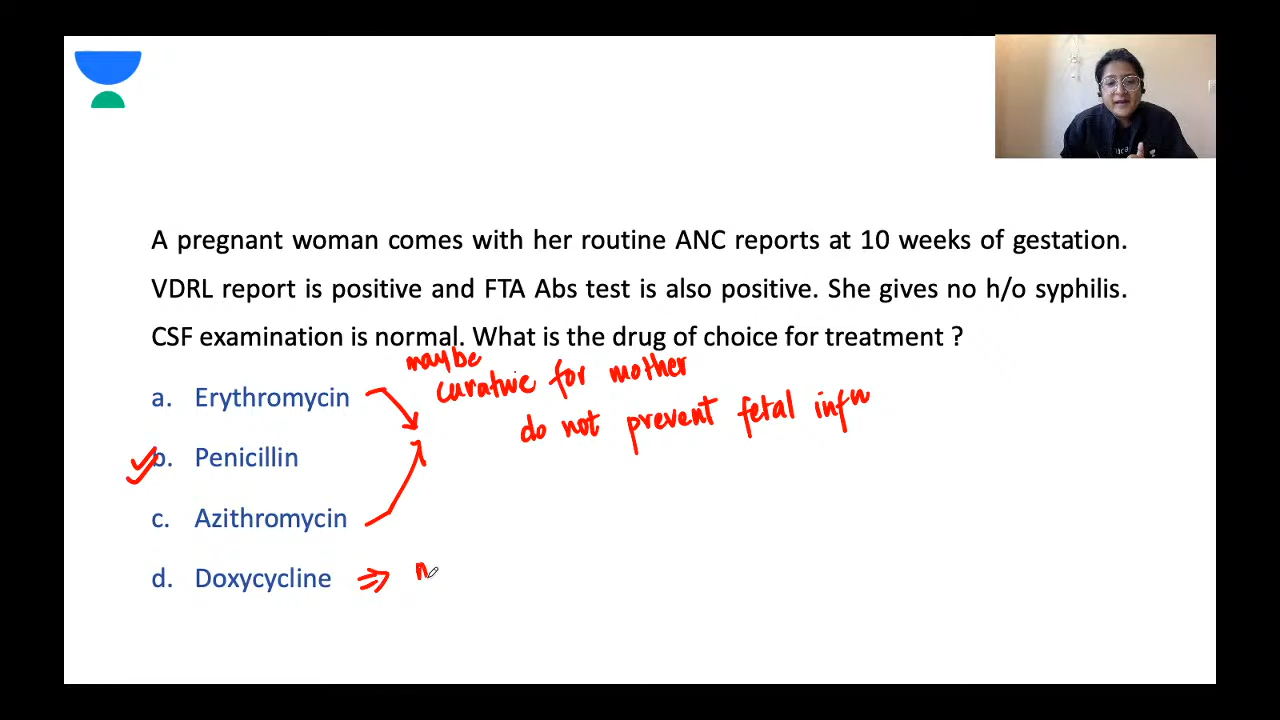 A pregnant woman comes with her routine ANC reports at 10 weeks of gestation.
VDRL report is positive and FTA Abs test is also positive. She gives no h/o syphilis.
CSF examination is normal. What is the drug of choice for treatment ?
maybe
curative for mother
do not prevent fetal infn
a. Erythromycin
b. Penicillin
c. Azithromycin
d. Doxycycline ⇒ n